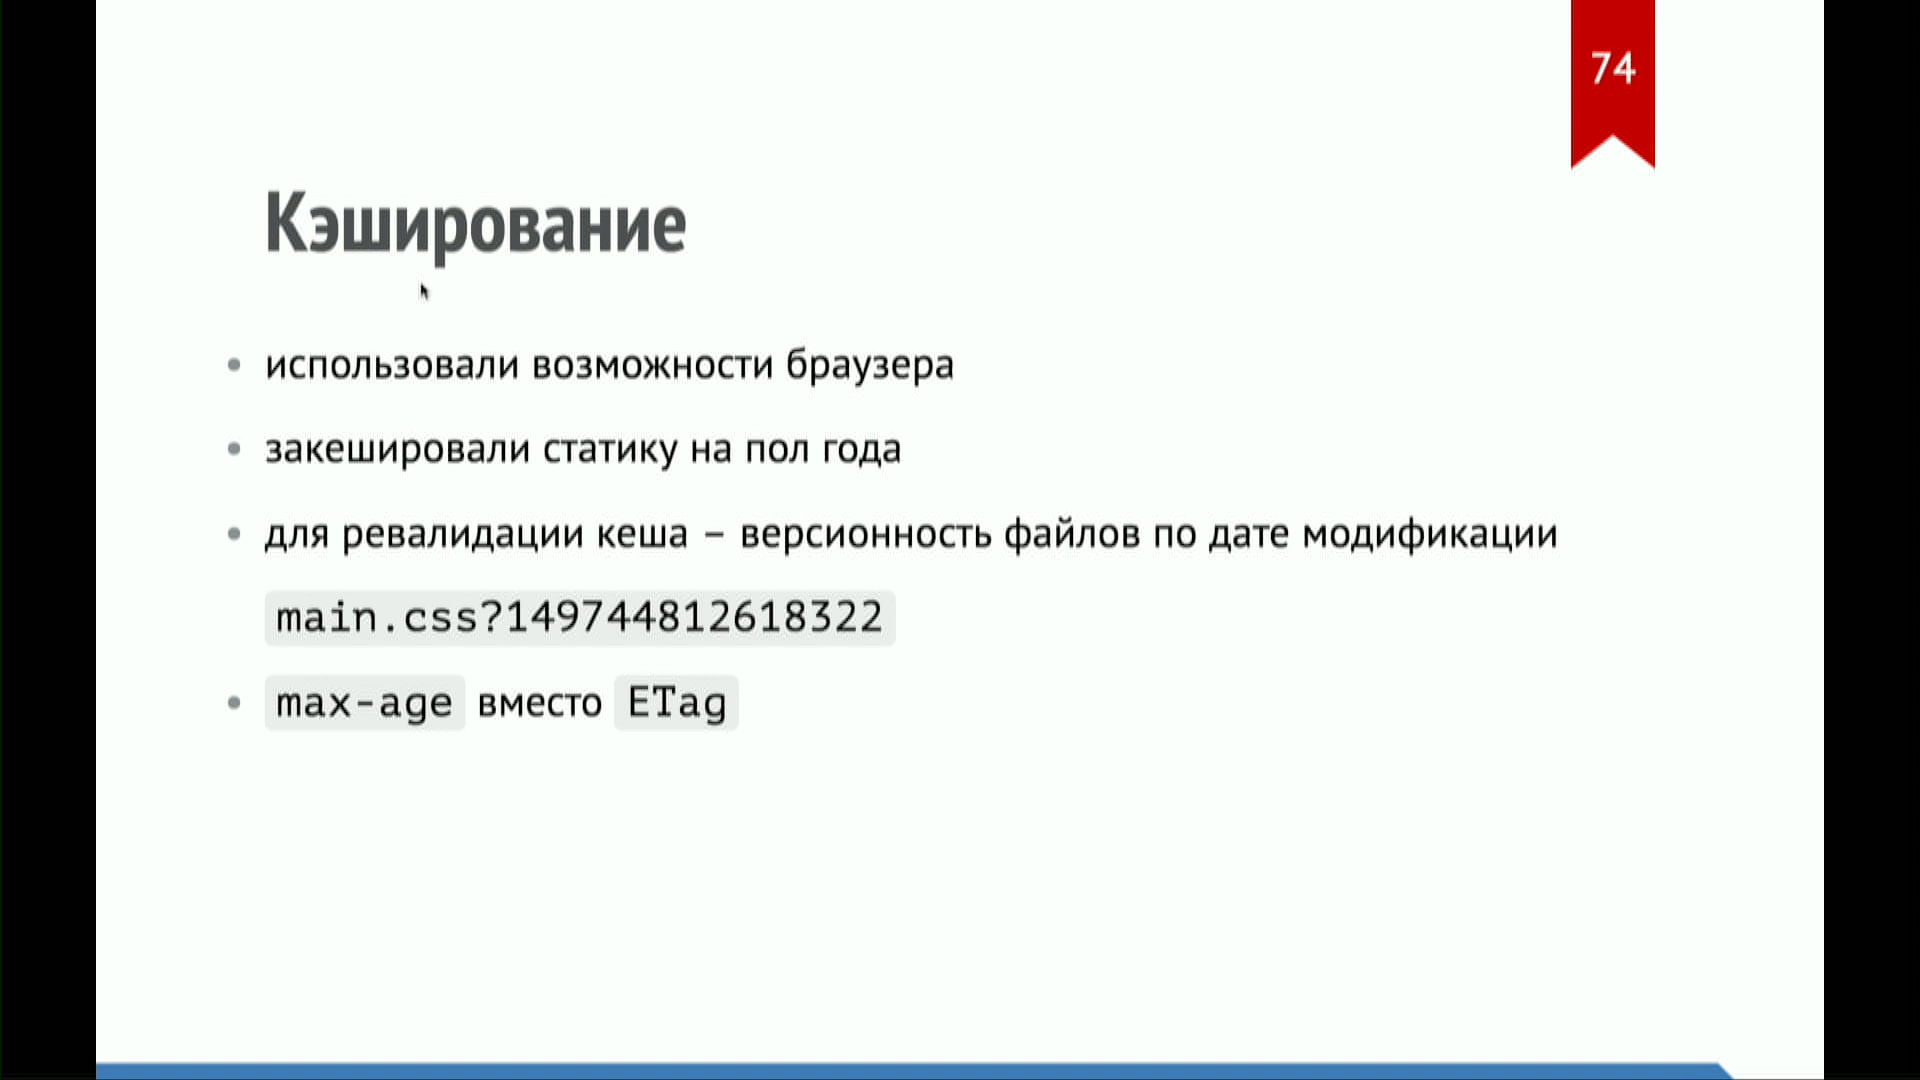 74
Кэширование
• использовали возможности браузера
• закешировали статику на пол года
• для ревалидации кеша – версионность файлов по дате модификации
main.css?149744812618322
• max-age вместо ETag